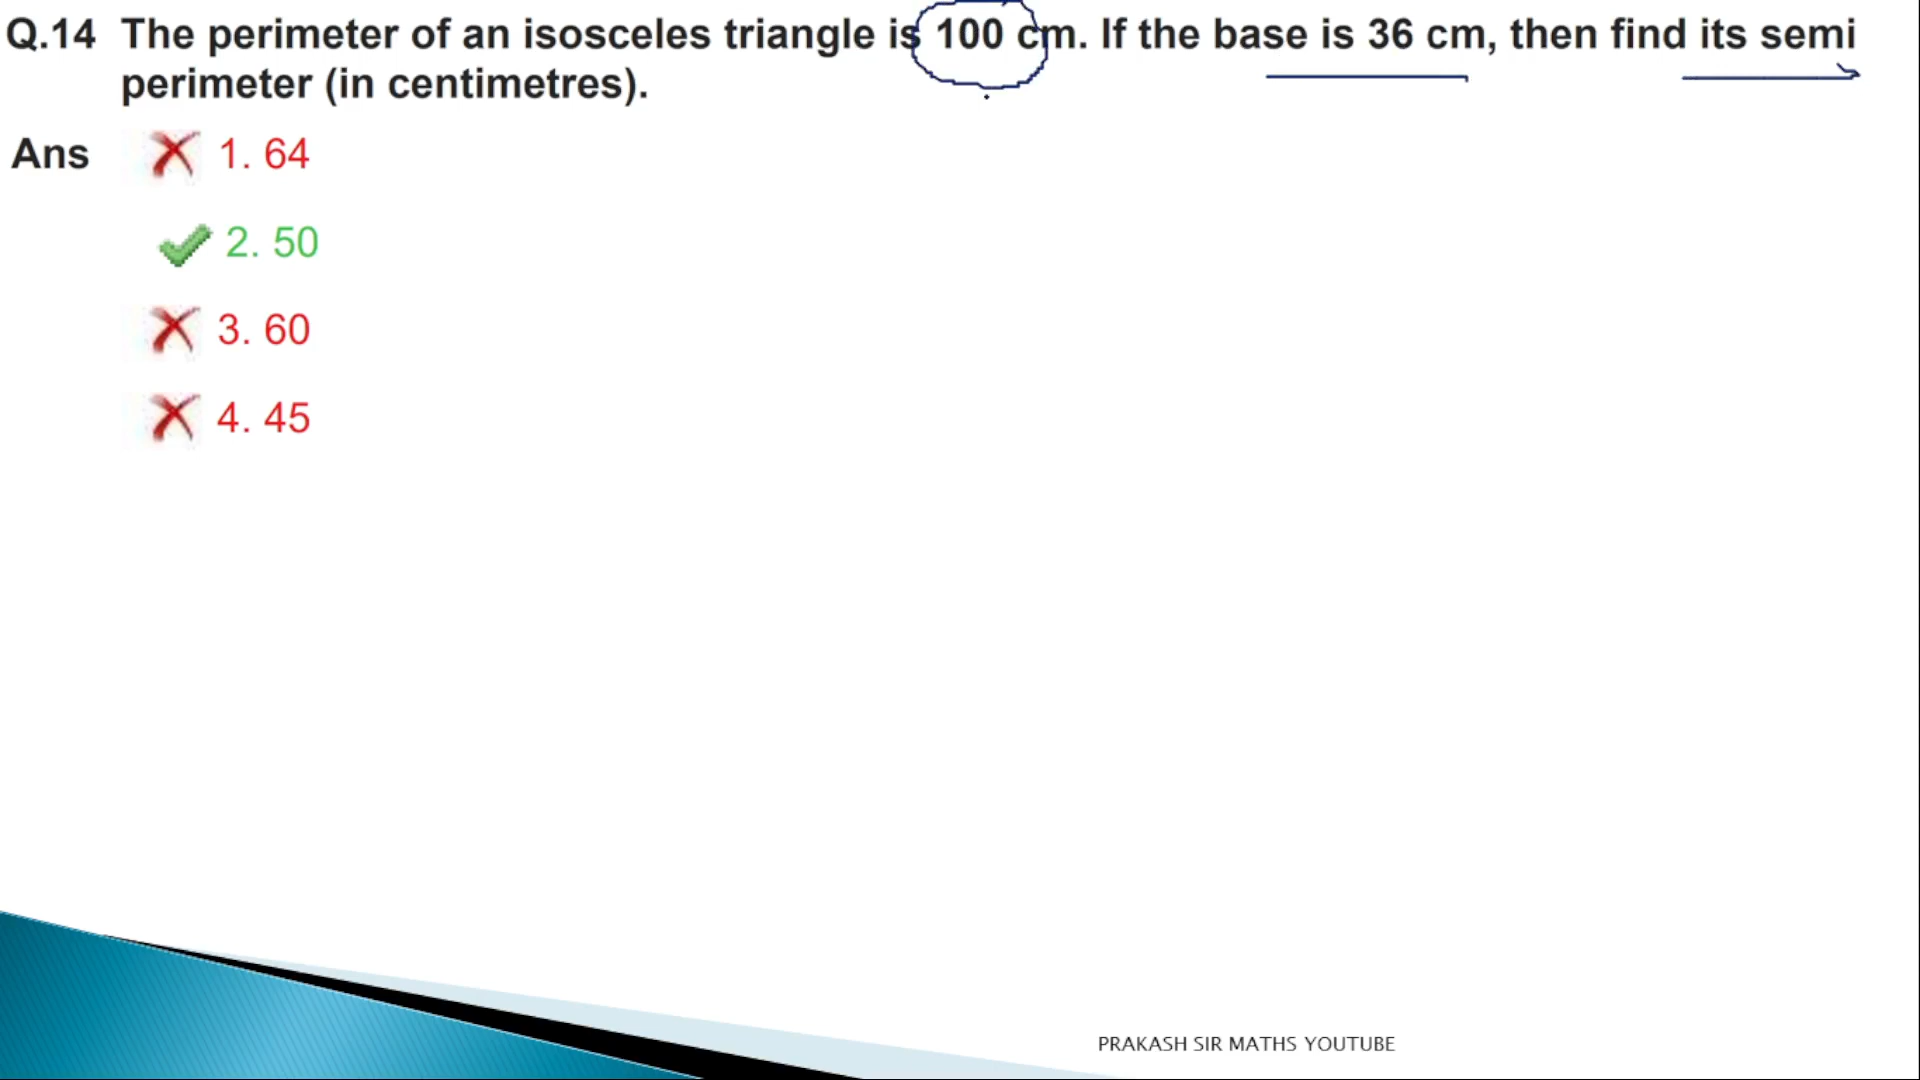 Q.14 The perimeter of an isosceles triangle is 100 cm. If the base is 36 cm, then find its semi
perimeter (in centimetres).
Ans 1. 64
2. 50
3. 60
4. 45
PRAKASH SIR MATHS YOUTUBE